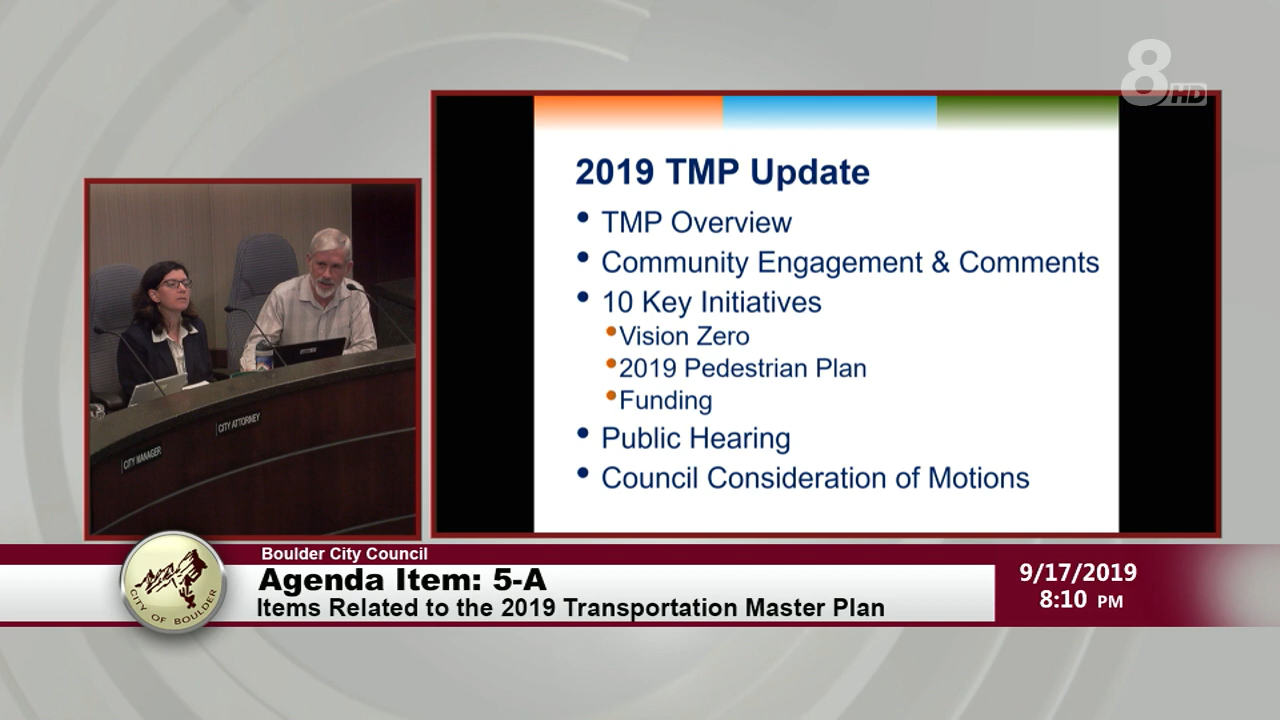 8 HD
2019 TMP Update
• TMP Overview
• Community Engagement & Comments
• 10 Key Initiatives
• Vision Zero
• 2019 Pedestrian Plan
• Funding
• Public Hearing
• Council Consideration of Motions
CITY MANAGER
CITY ATTORNEY
Boulder City Council
Agenda Item: 5-A
Items Related to the 2019 Transportation Master Plan
CITY OF BOULDER
9/17/2019
8:10 PM